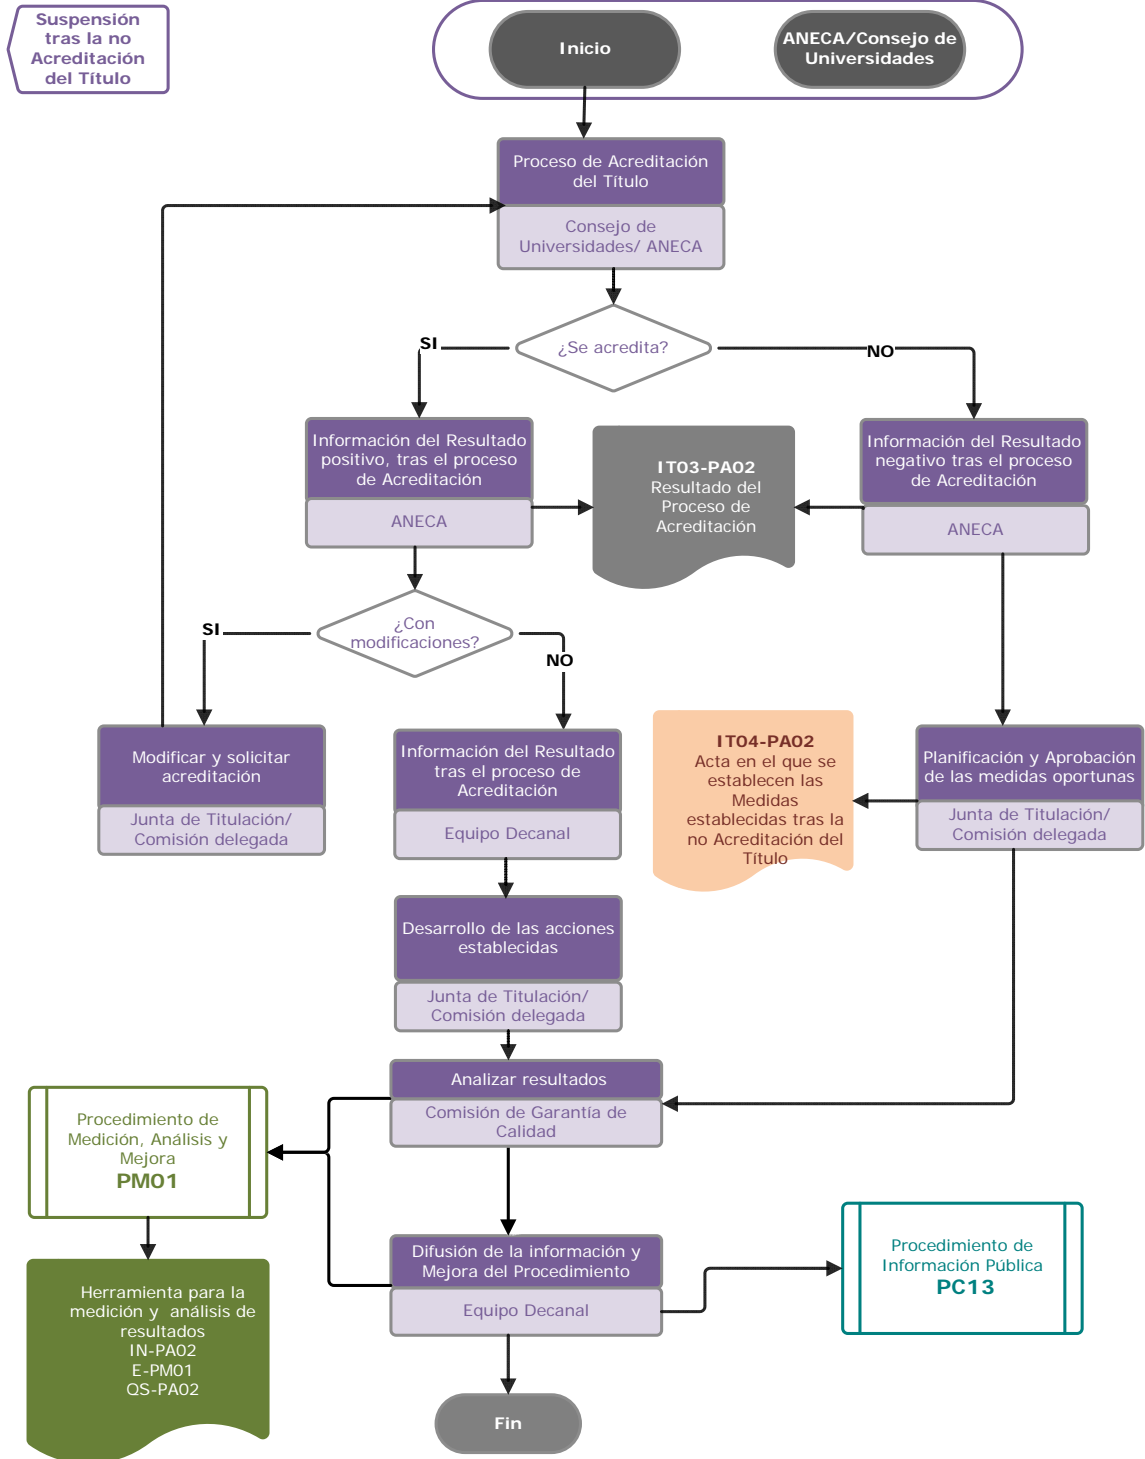 Suspensión
tras la no
Acreditación
del Título
Inicio
ANECA/Consejo de
Universidades
Proceso de Acreditación
del Título
Consejo de
Universidades/ ANECA
¿Se acredita?
SI
NO
Información del Resultado
positivo, tras el proceso
de Acreditación
ANECA
IT03-PA02
Resultado del
Proceso de
Acreditación
Información del Resultado
negativo tras el proceso
de Acreditación
ANECA
¿Con
modificaciones?
SI
NO
Modificar y solicitar
acreditación
Junta de Titulación/
Comisión delegada
Información del Resultado
tras el proceso de
Acreditación
Equipo Decanal
IT04-PA02
Acta en el que se
establecen las
Medidas
establecidas tras la
no Acreditación del
Título
Planificación y Aprobación
de las medidas oportunas
Junta de Titulación/
Comisión delegada
Desarrollo de las acciones
establecidas
Junta de Titulación/
Comisión delegada
Analizar resultados
Comisión de Garantía de
Calidad
Procedimiento de
Medición, Análisis y
Mejora
PM01
Difusión de la información y
Mejora del Procedimiento
Equipo Decanal
Procedimiento de
Información Pública
PC13
Herramienta para la
medición y análisis de
resultados
IN-PA02
E-PM01
QS-PA02
Fin